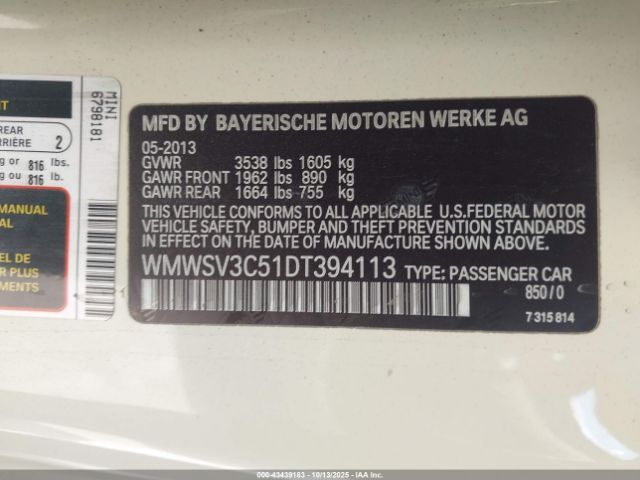 MINI
6798181
NT
REAR
RRIÈRE 2
g or 816 lbs.
g ou 816 lb.
MANUAL
el de
R PLUS
MENTS
MFD BY BAYERISCHE MOTOREN WERKE AG
05-2013
GVWR 3538 lbs 1605 kg
GAWR FRONT 1962 lbs 890 kg
GAWR REAR 1664 lbs 755 kg
THIS VEHICLE CONFORMS TO ALL APPLICABLE U.S.FEDERAL MOTOR
VEHICLE SAFETY, BUMPER AND THEFT PREVENTION STANDARDS
IN EFFECT ON THE DATE OF MANUFACTURE SHOWN ABOVE.
WMWSV3C51DT394113 TYPE: PASSENGER CAR
850/0
7 315 814
000-43439183 | 10/13/2025 - IAA Inc.